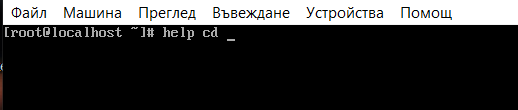 Файл Машина Преглед Въвеждане Устройства Помощ
[root@localhost ~]# help cd _